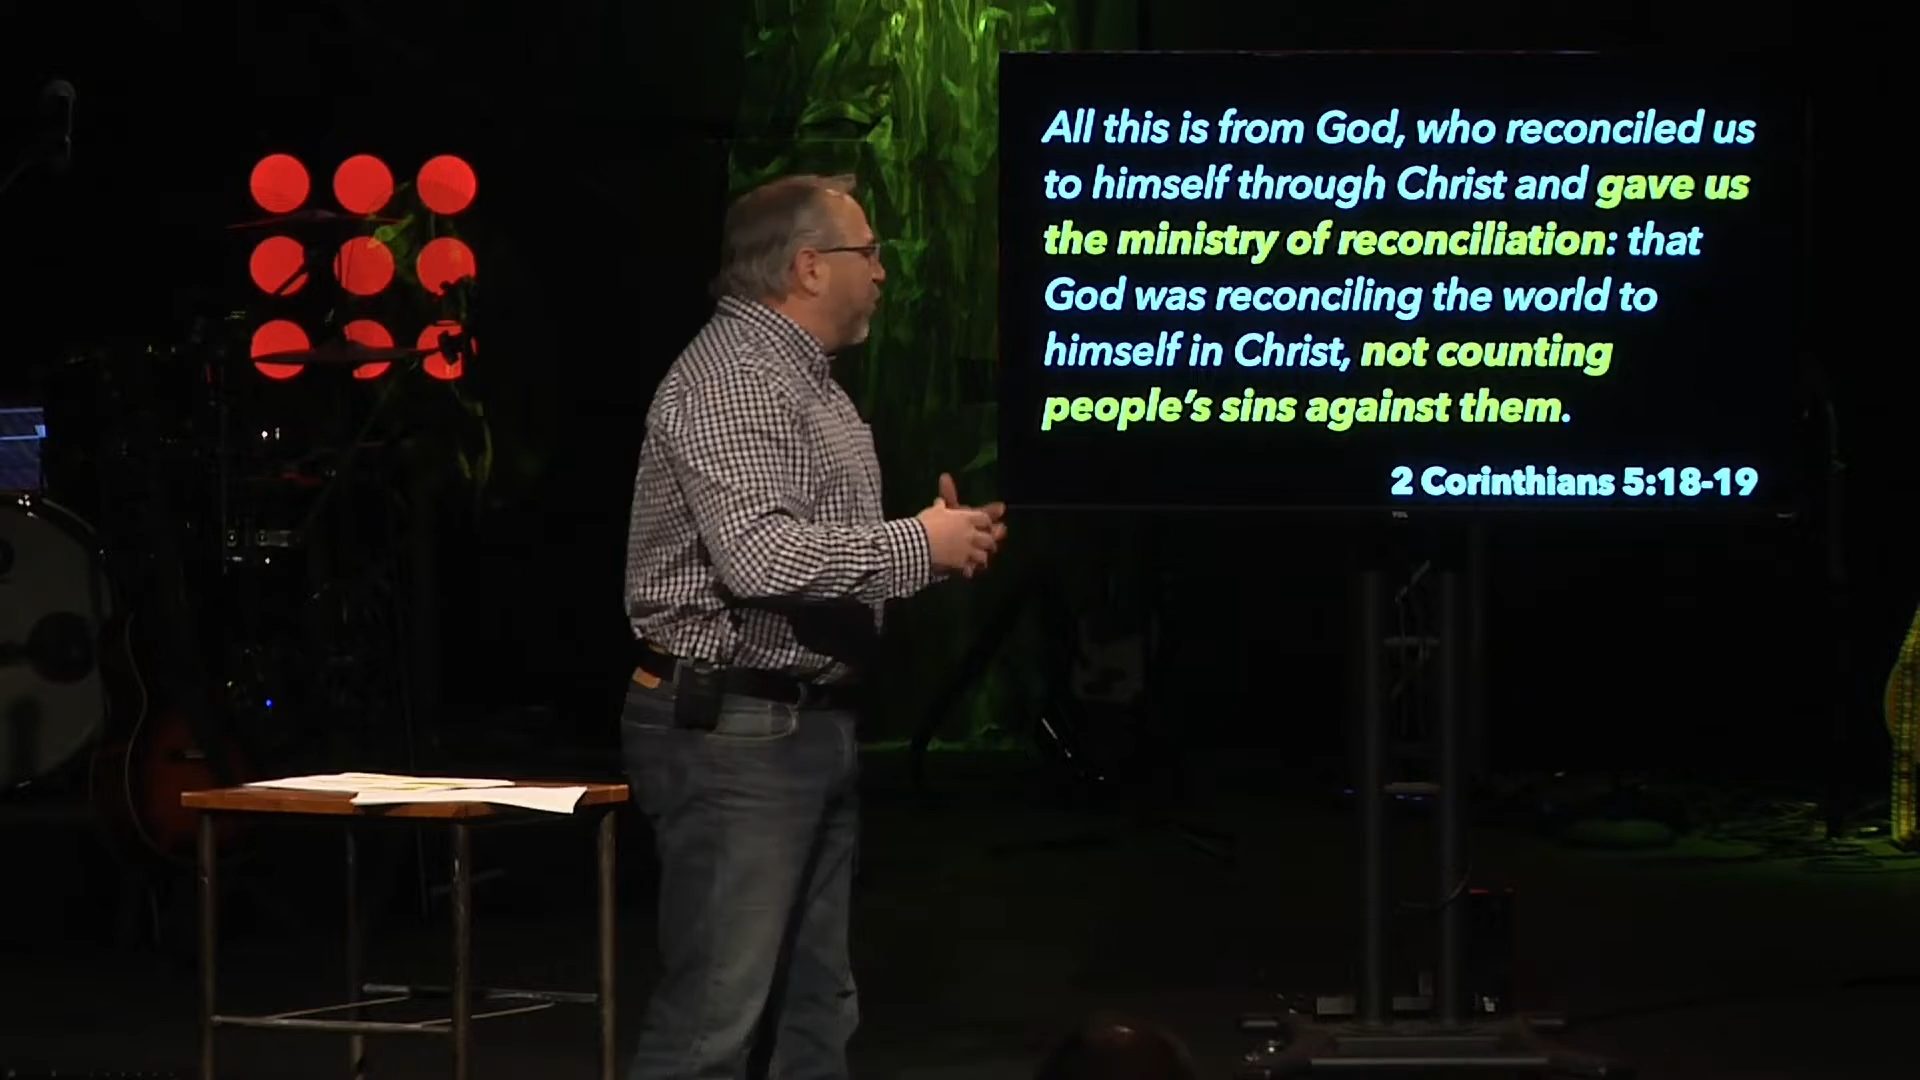 All this is from God, who reconciled us
to himself through Christ and gave us
the ministry of reconciliation: that
God was reconciling the world to
himself in Christ, not counting
people’s sins against them.
2 Corinthians 5:18-19
TCL